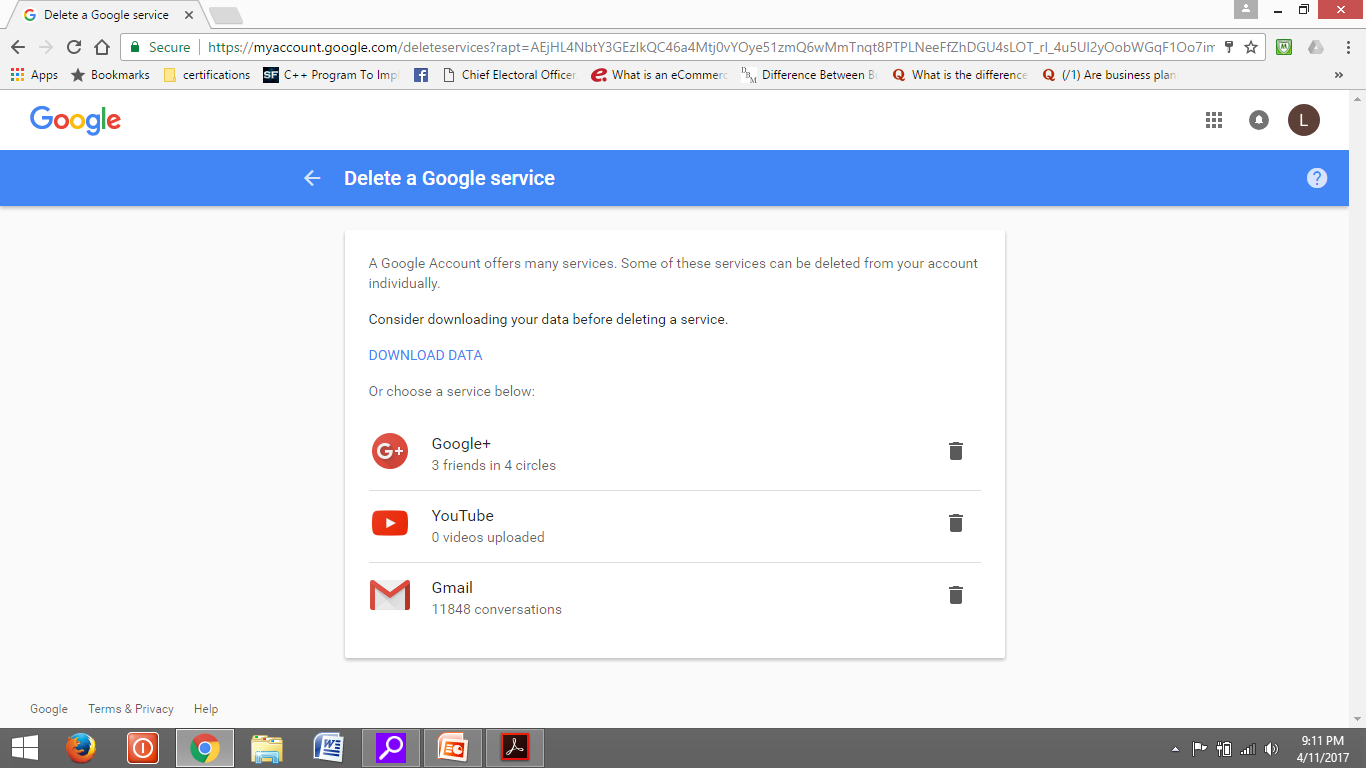 Delete a Google service
Secure
https://myaccount.google.com/deleteservices?rapt=AEjHL4NbtY3GEzIkQC46a4Mtj0vYOye51zmQ6wMmTnqt8PTPLNeeFfZhDGU4sLOT_rI_4u5Ul2yOobWGqF1Oo7im
Apps Bookmarks certifications SF C++ Program To Impl Chief Electoral Officer What is an eCommerc Difference Between B What is the difference (/1) Are business plan »
Google L
Delete a Google service ?
A Google Account offers many services. Some of these services can be deleted from your account
individually.
Consider downloading your data before deleting a service.
DOWNLOAD DATA
Or choose a service below:
G+ Google+
3 friends in 4 circles
YouTube
0 videos uploaded
Gmail
11848 conversations
Google Terms & Privacy Help
9:11 PM
4/11/2017